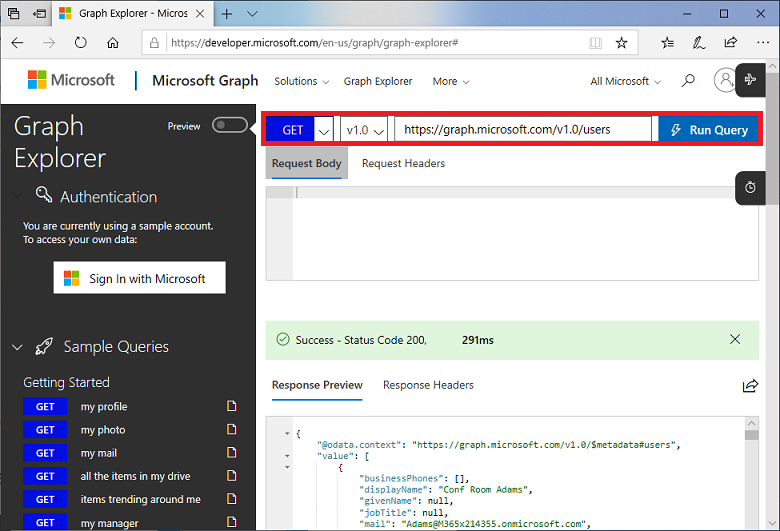 Graph Explorer - Micros
https://developer.microsoft.com/en-us/graph/graph-explorer#
Microsoft
Microsoft Graph
Solutions
Graph Explorer
More
All Microsoft
Graph
Explorer
Preview
GET
v1.0
https://graph.microsoft.com/v1.0/users
Run Query
Request Body
Request Headers
Authentication
You are currently using a sample account.
To access your own data:
Sign In with Microsoft
Success - Status Code 200,
291ms
Sample Queries
Getting Started
GET my profile
GET my photo
GET my mail
GET all the items in my drive
GET items trending around me
GET my manager
Response Preview
Response Headers
{
"@odata.context": "https://graph.microsoft.com/v1.0/$metadata#users",
"value": [
{
"businessPhones": [],
"displayName": "Conf Room Adams",
"givenName": null,
"jobTitle": null,
"mail": "Adams@M365x214355.onmicrosoft.com",